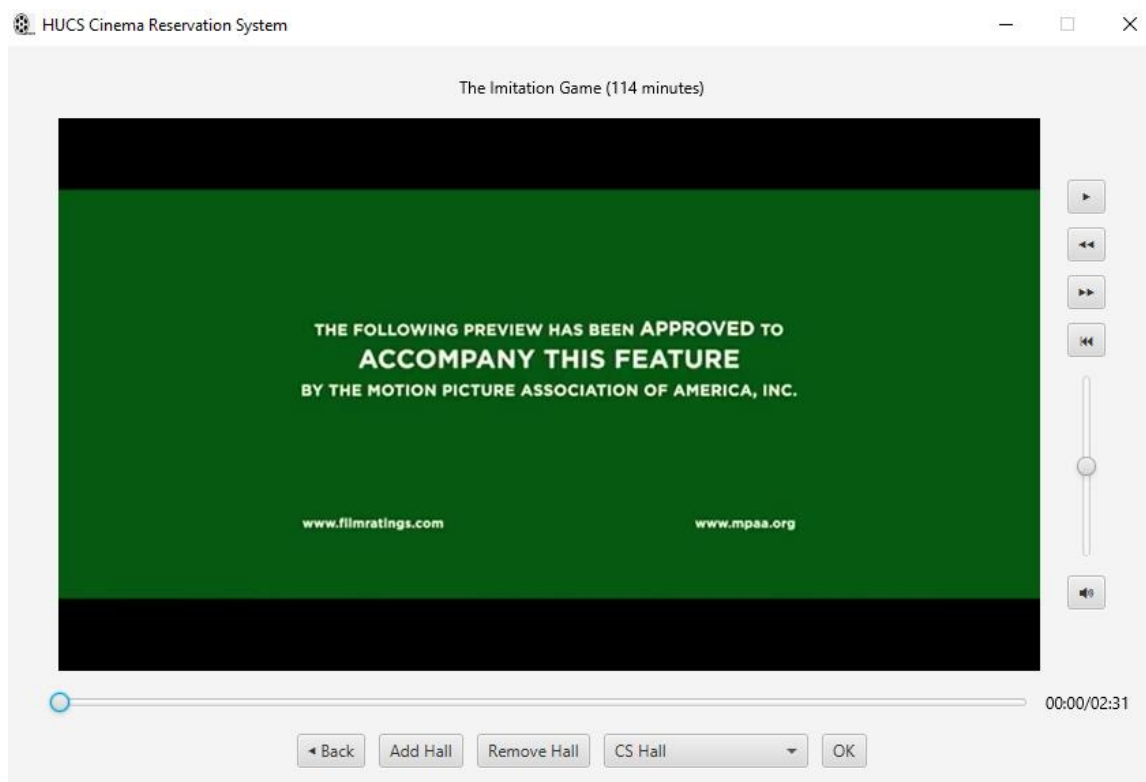 HUCS Cinema Reservation System
The Imitation Game (114 minutes)
THE FOLLOWING PREVIEW HAS BEEN APPROVED TO
ACCOMPANY THIS FEATURE
BY THE MOTION PICTURE ASSOCIATION OF AMERICA, INC.
www.filmratings.com www.mpaa.org
00:00/02:31
Back Add Hall Remove Hall CS Hall OK